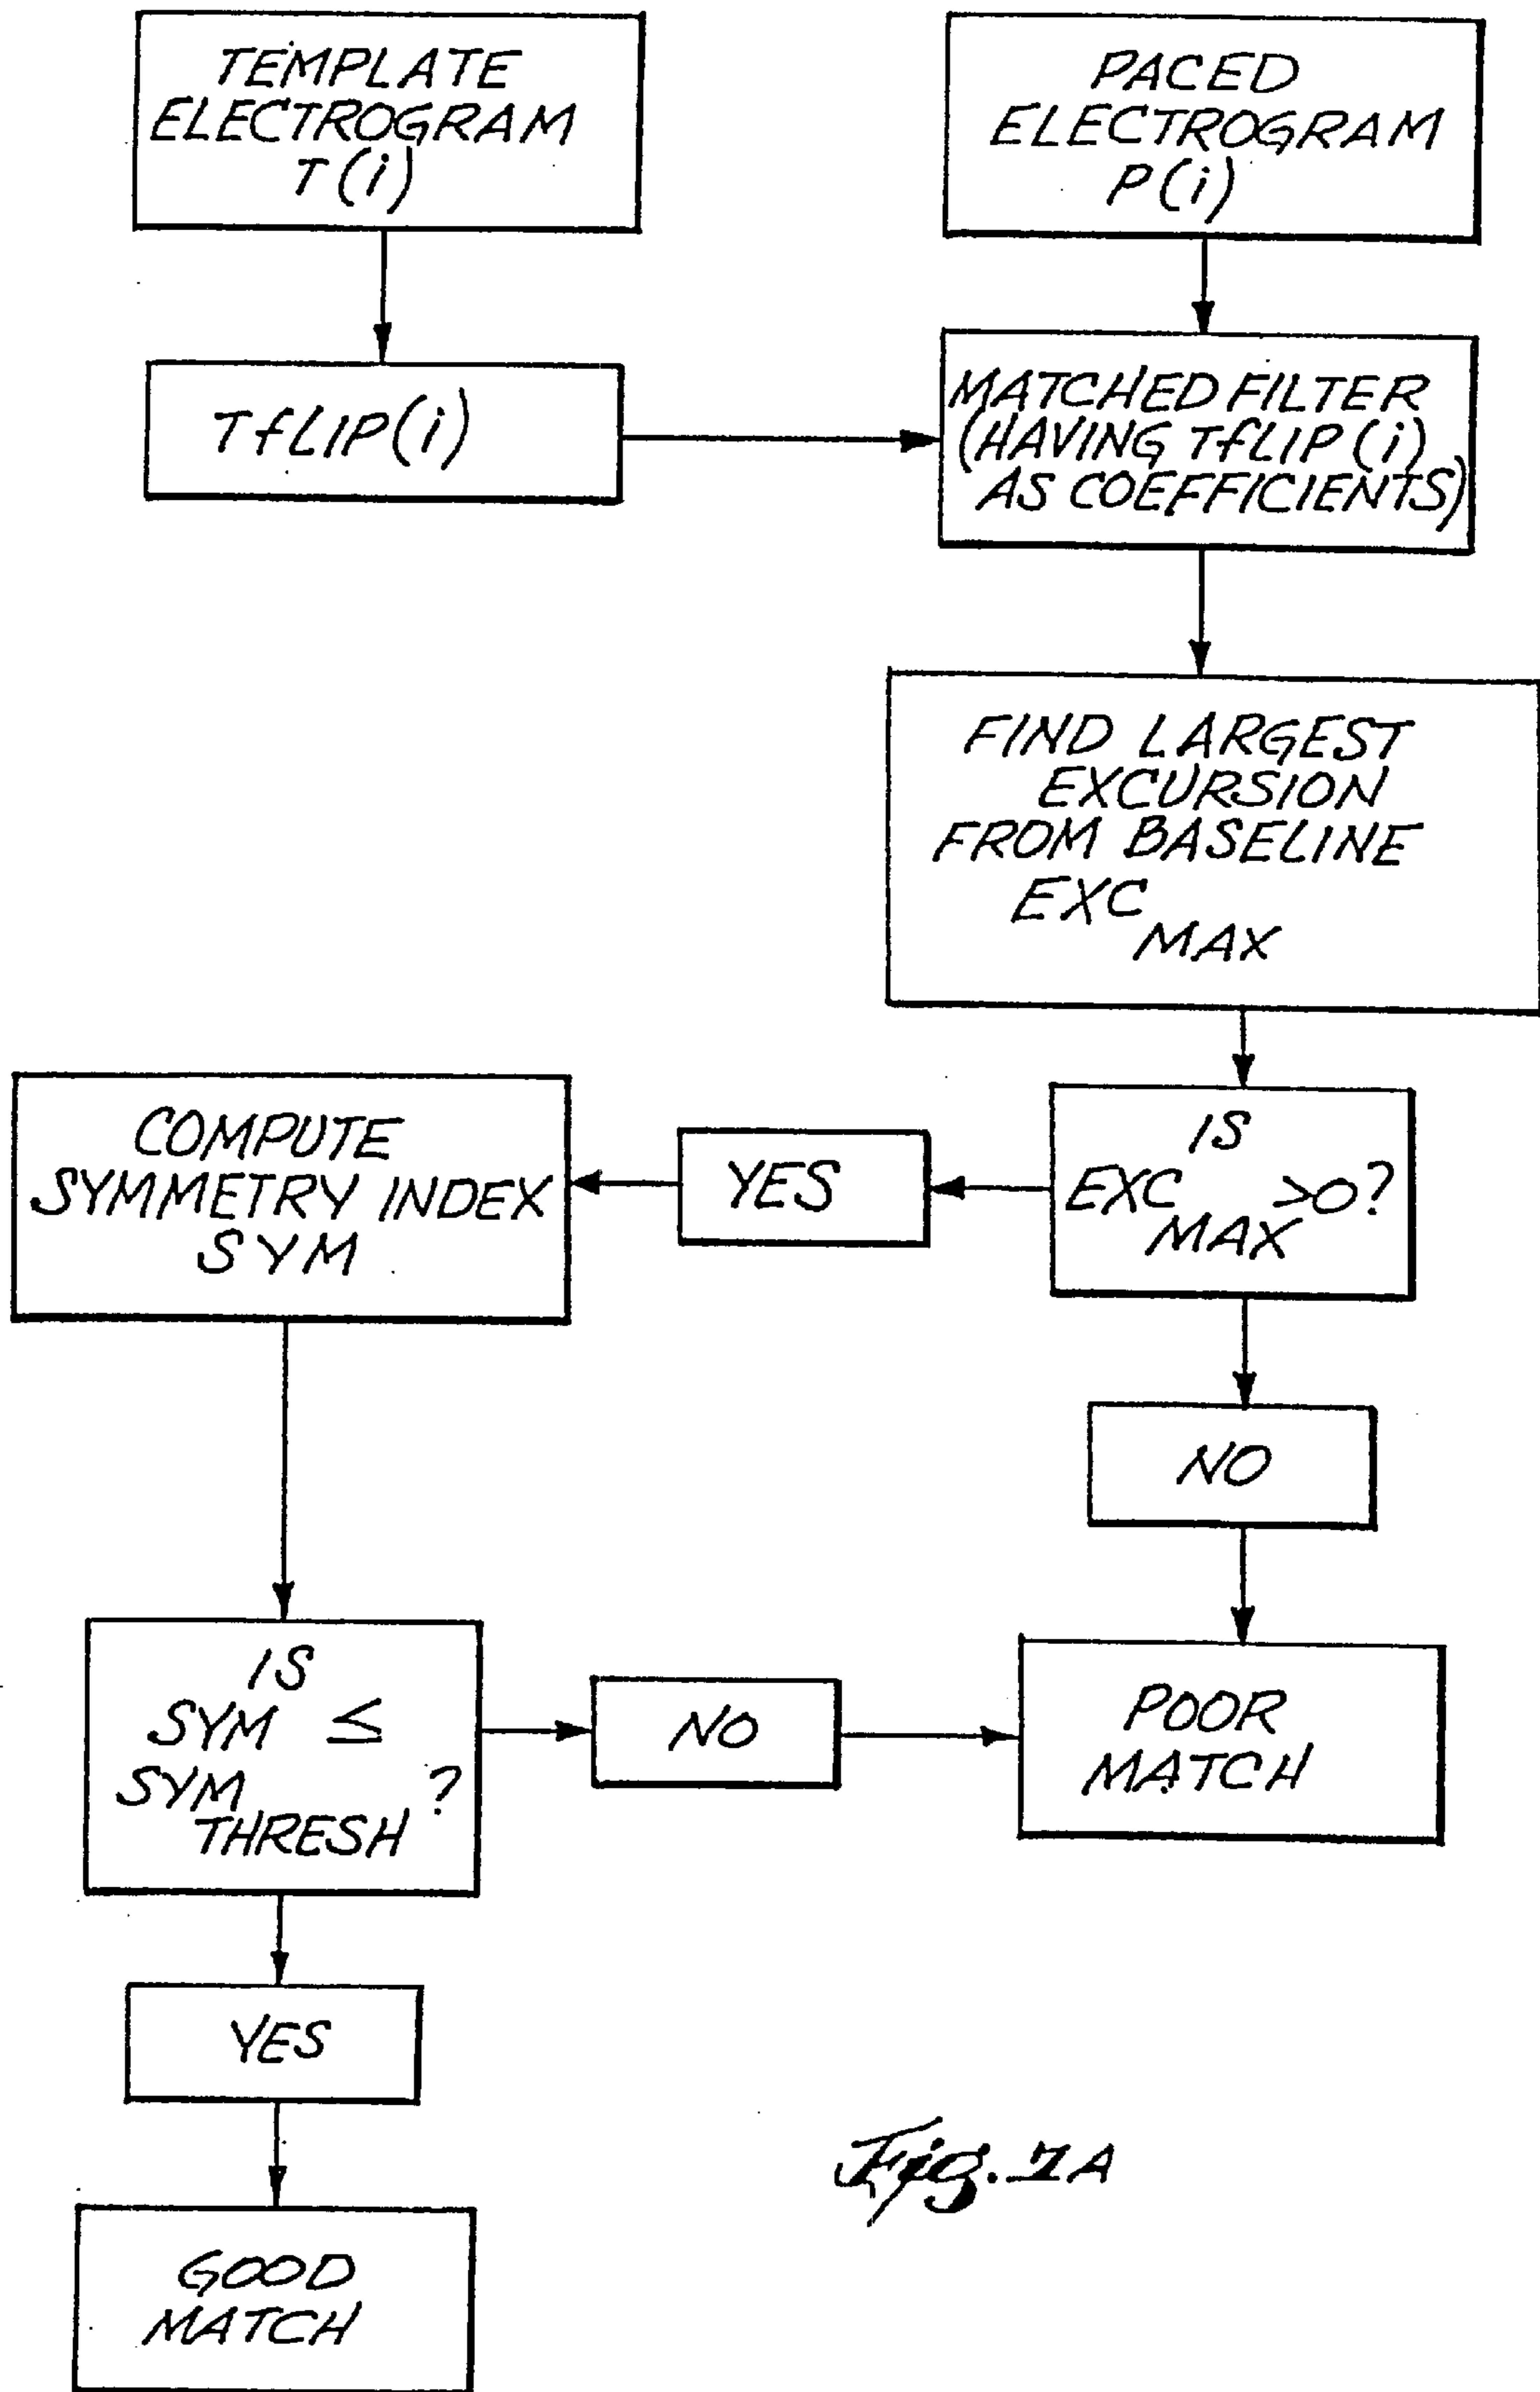 TEMPLATE
ELECTROGRAM
T(i)
PACED
ELECTROGRAM
P(i)
TfLIP(i)
MATCHED FILTER
(HAVING TfLIP(i)
AS COEFFICIENTS)
FIND LARGEST
EXCURSION
FROM BASELINE
EXC
MAX
IS
EXC >0?
MAX
YES
COMPUTE
SYMMETRY INDEX
SYM
NO
IS
SYM ≤
SYM ?
THRESH
NO
POOR
MATCH
YES
GOOD
MATCH
Fig. 7A